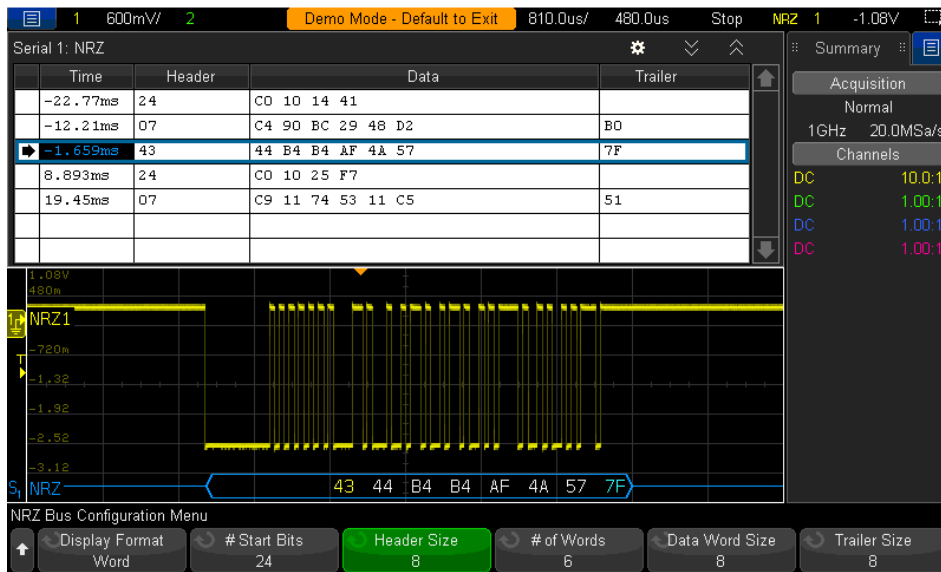 1 600mV/ 2 Demo Mode - Default to Exit 810.0us/ 480.0us Stop NRZ 1 -1.08V
Serial 1: NRZ
Summary
Time Header Data Trailer
-22.77ms 24 C0 10 14 41
-12.21ms 07 C4 90 BC 29 48 D2 B0
-1.659ms 43 44 B4 B4 AF 4A 57 7F
8.893ms 24 C0 10 25 F7
19.45ms 07 C9 11 74 53 11 C5 51
Acquisition
Normal
1GHz 20.0MSa/s
Channels
DC 10.0:1
DC 1.00:1
DC 1.00:1
DC 1.00:1
1.08V
480m
NRZ1
-720m
T
-1.32
-1.92
-2.52
-3.12
S1 NRZ 43 44 B4 B4 AF 4A 57 7F
NRZ Bus Configuration Menu
Display Format # Start Bits Header Size # of Words Data Word Size Trailer Size
Word 24 8 6 8 8